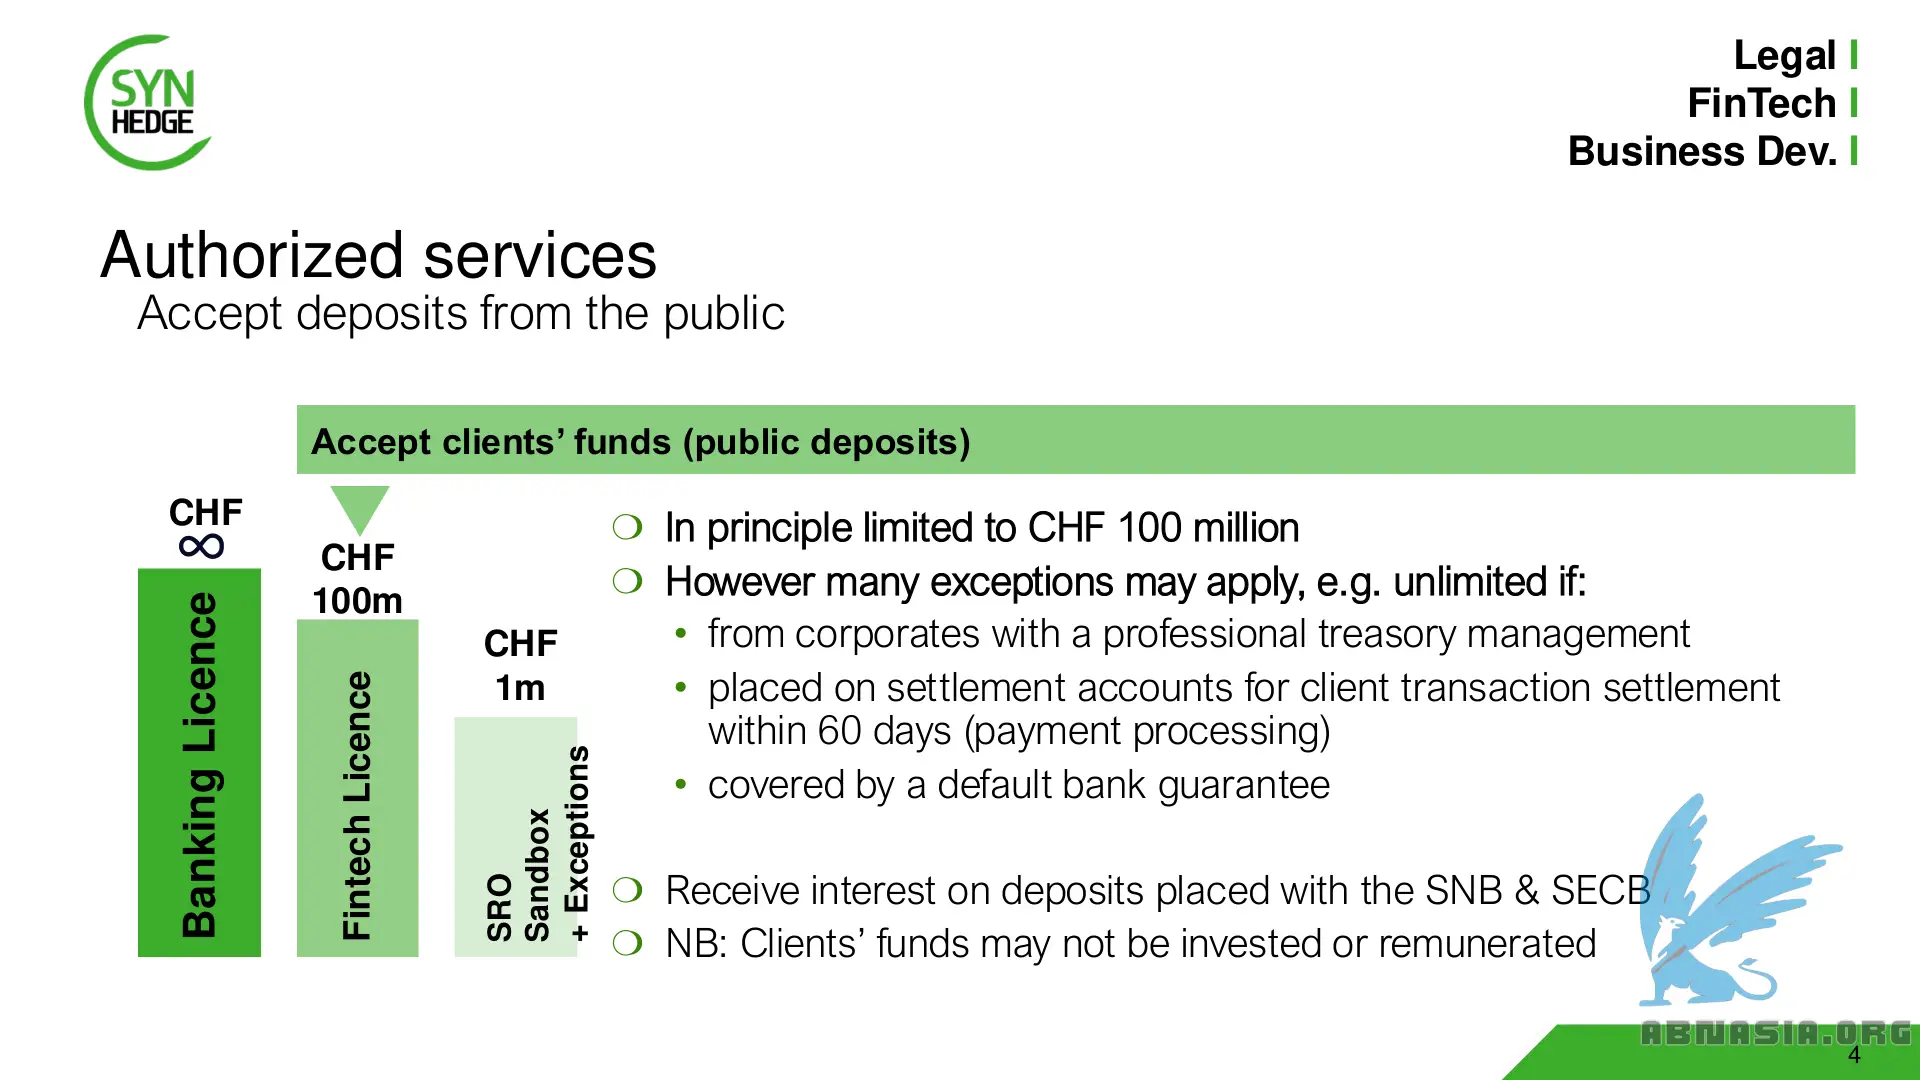 SYN
HEDGE
Legal I
FinTech I
Business Dev. I
Authorized services
Accept deposits from the public
Accept clients’ funds (public deposits)
CHF
∞
Banking Licence
CHF
100m
Fintech Licence
CHF
1m
SRO
Sandbox
+ Exceptions
❍ In principle limited to CHF 100 million
❍ However many exceptions may apply, e.g. unlimited if:
• from corporates with a professional treasury management
• placed on settlement accounts for client transaction settlement
within 60 days (payment processing)
• covered by a default bank guarantee
❍ Receive interest on deposits placed with the SNB & SECB
❍ NB: Clients’ funds may not be invested or remunerated
ABNASIA.ORG
4